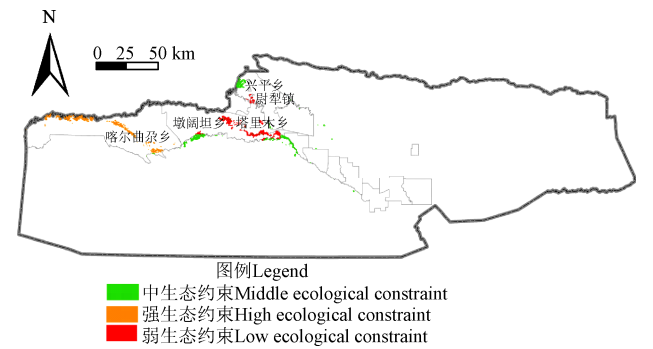 N
0 25 50 km
兴平乡
尉犁镇
墩阔坦乡 塔里木乡
喀尔曲尕乡
图例Legend
中生态约束Middle ecological constraint
强生态约束High ecological constraint
弱生态约束Low ecological constraint